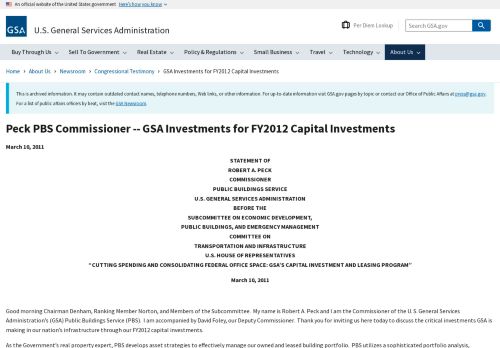 An official website of the United States government Here's how you know
GSA U.S. General Services Administration
Per Diem Lookup
Search GSA.gov
Buy Through Us Sell To Government Real Estate Policy & Regulations Small Business Travel Technology About Us
Home › About Us › Newsroom › Congressional Testimony › GSA Investments for FY2012 Capital Investments
This is archived information. It may contain outdated contact names, telephone numbers, Web links, or other information. For up-to-date information visit GSA.gov pages by topic or contact our Office of Public Affairs at press@gsa.gov.
For a list of public affairs officers by beat, visit the GSA Newsroom.
Peck PBS Commissioner -- GSA Investments for FY2012 Capital Investments
March 10, 2011
STATEMENT OF
ROBERT A. PECK
COMMISSIONER
PUBLIC BUILDINGS SERVICE
U.S. GENERAL SERVICES ADMINISTRATION
BEFORE THE
SUBCOMMITTEE ON ECONOMIC DEVELOPMENT,
PUBLIC BUILDINGS, AND EMERGENCY MANAGEMENT
COMMITTEE ON
TRANSPORTATION AND INFRASTRUCTURE
U.S. HOUSE OF REPRESENTATIVES
“CUTTING SPENDING AND CONSOLIDATING FEDERAL OFFICE SPACE: GSA’S CAPITAL INVESTMENT AND LEASING PROGRAM”
March 10, 2011
Good morning Chairman Denham, Ranking Member Norton, and Members of the Subcommittee. My name is Robert A. Peck and I am the Commissioner of the U.S. General Services
Administration’s (GSA) Public Buildings Service (PBS). I am accompanied by David Foley, our Deputy Commissioner. Thank you for inviting us here today to discuss the critical investments GSA is
making in our nation’s infrastructure through our FY2012 capital investments.
As the Government’s real property expert, PBS develops asset strategies to effectively manage our owned and leased building portfolio. PBS utilizes a sophisticated portfolio analysis,